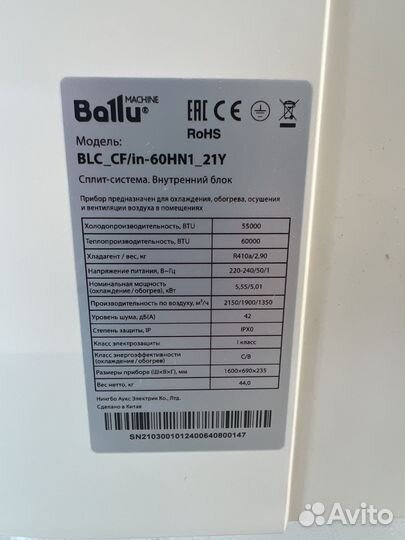 Ballu® MACHINE
EAC CE
RoHS
Модель:
BLC_CF/in-60HN1_21Y
Сплит-система. Внутренний блок
Прибор предназначен для охлаждения, обогрева, осушения
и вентиляции воздуха в помещениях
Холодопроизводительность, BTU 55000
Теплопроизводительность, BTU 60000
Хладагент / вес, кг R410a/2,90
Напряжение питания, В~Гц 220-240/50/1
Номинальная мощность
(охлаждение/обогрев), кВт 5,55/5,01
Производительность по воздуху, м³/ч 2150/1900/1350
Уровень шума, дБ(А) 42
Степень защиты, IP IPX0
Класс электрозащиты I класс
Класс энергоэффективности
(охлаждение/обогрев) C/B
Размеры прибора (Ш×В×Г), мм 1600×690×235
Вес нетто, кг 44,0
Нингбо Аукс Электрик Ко., Лтд.
Сделано в Китае
SN2103001012400640800147
Avito